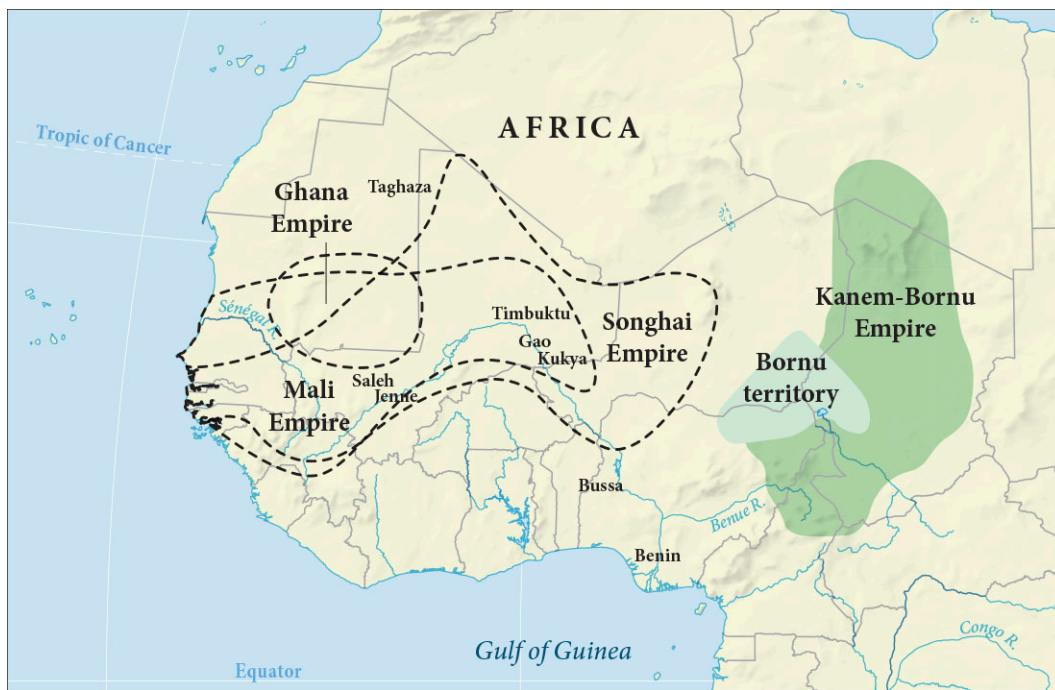 AFRICA
Tropic of Cancer
Ghana
Empire
Taghaza
Kanem-Bornu
Empire
Sénégal R.
Timbuktu
Songhai
Empire
Gao
Kukya
Bornu
territory
Mali
Empire
Saleh
Jenne
Bussa
Benue R.
Benin
Congo R.
Gulf of Guinea
Equator